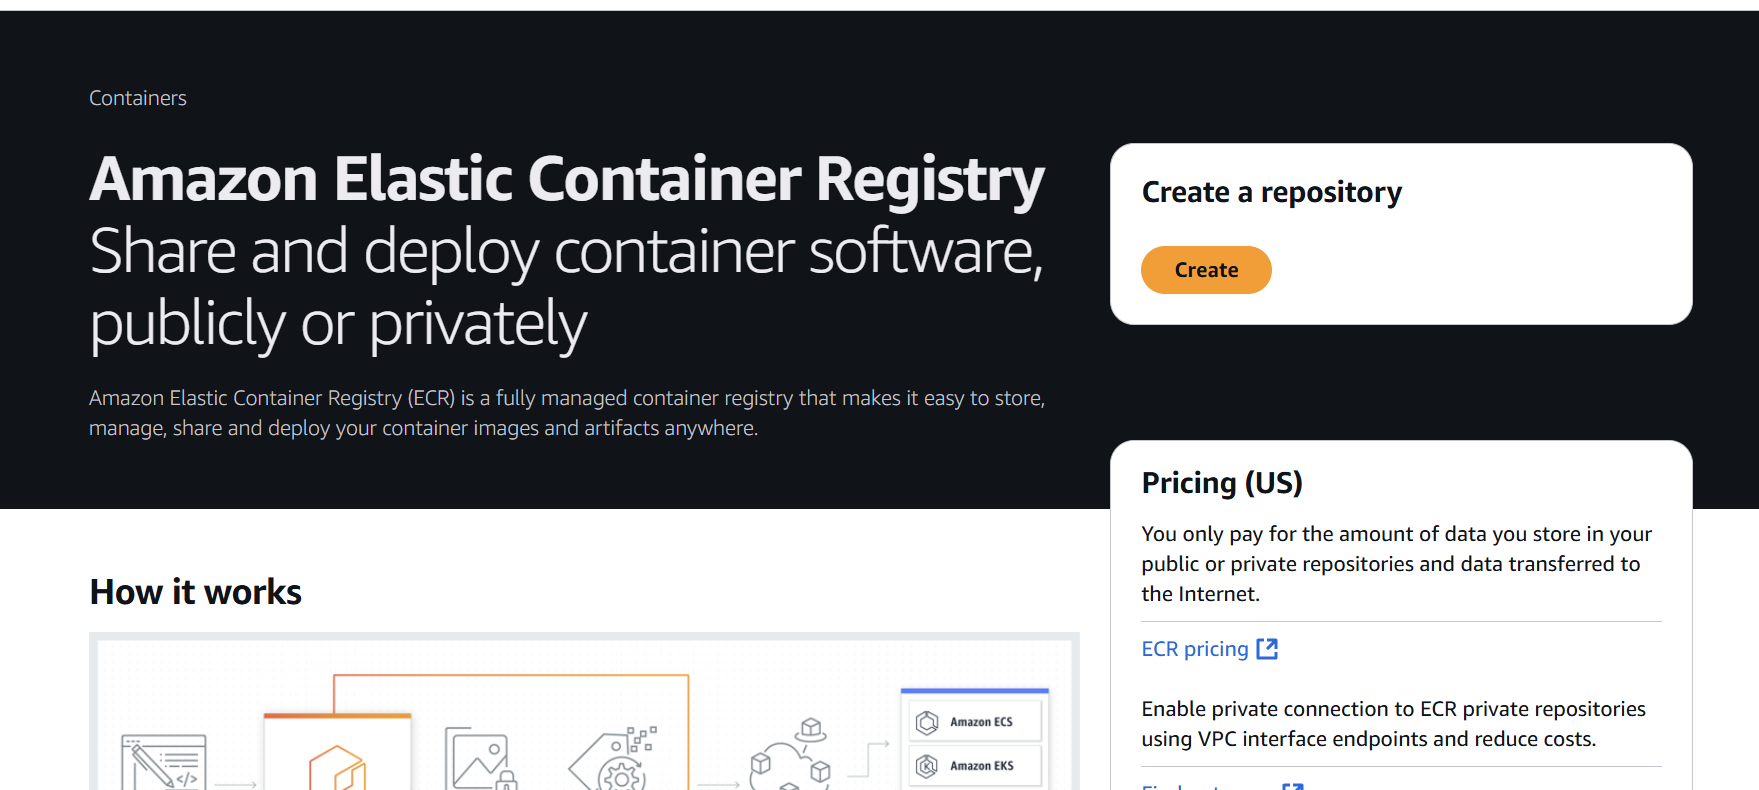 Containers
Amazon Elastic Container Registry
Share and deploy container software,
publicly or privately
Amazon Elastic Container Registry (ECR) is a fully managed container registry that makes it easy to store,
manage, share and deploy your container images and artifacts anywhere.
Create a repository
Create
Pricing (US)
You only pay for the amount of data you store in your
public or private repositories and data transferred to
the Internet.
ECR pricing
Enable private connection to ECR private repositories
using VPC interface endpoints and reduce costs.
How it works
</>
Amazon ECS
K
Amazon EKS